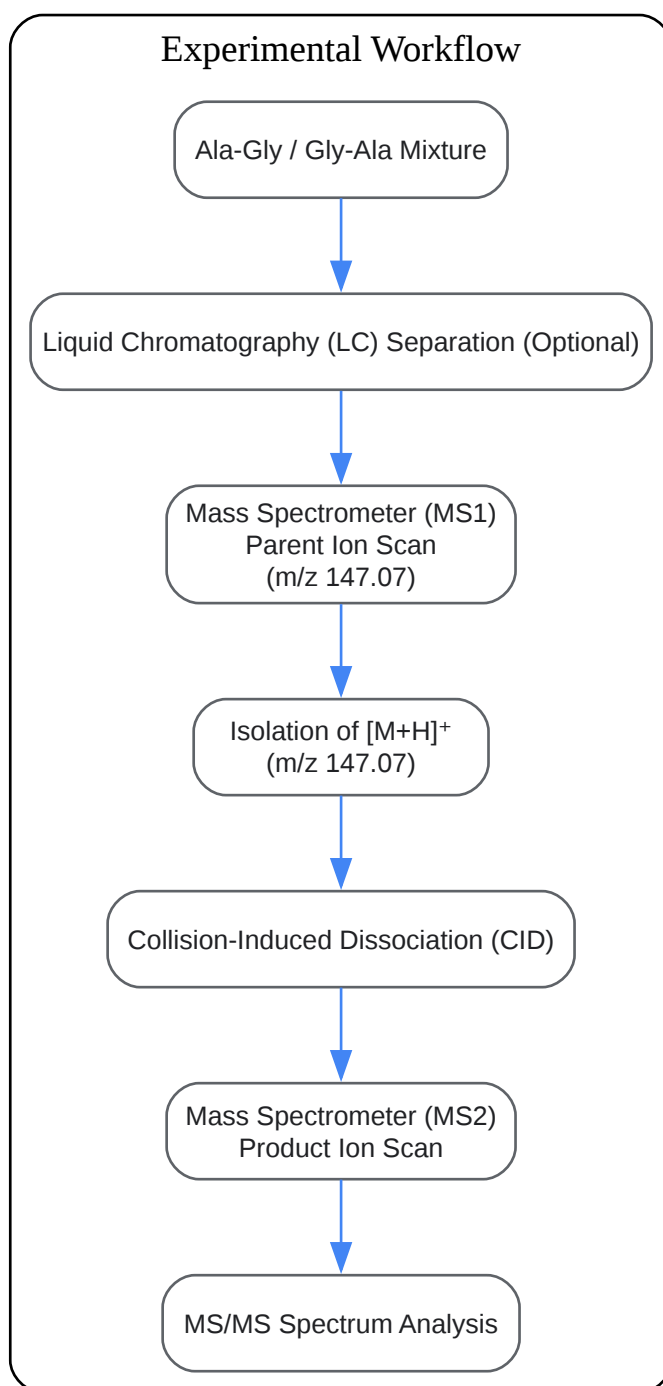 Experimental Workflow
Ala-Gly / Gly-Ala Mixture
Liquid Chromatography (LC) Separation (Optional)
Mass Spectrometer (MS1)
Parent Ion Scan
(m/z 147.07)
Isolation of [M+H]⁺
(m/z 147.07)
Collision-Induced Dissociation (CID)
Mass Spectrometer (MS2)
Product Ion Scan
MS/MS Spectrum Analysis